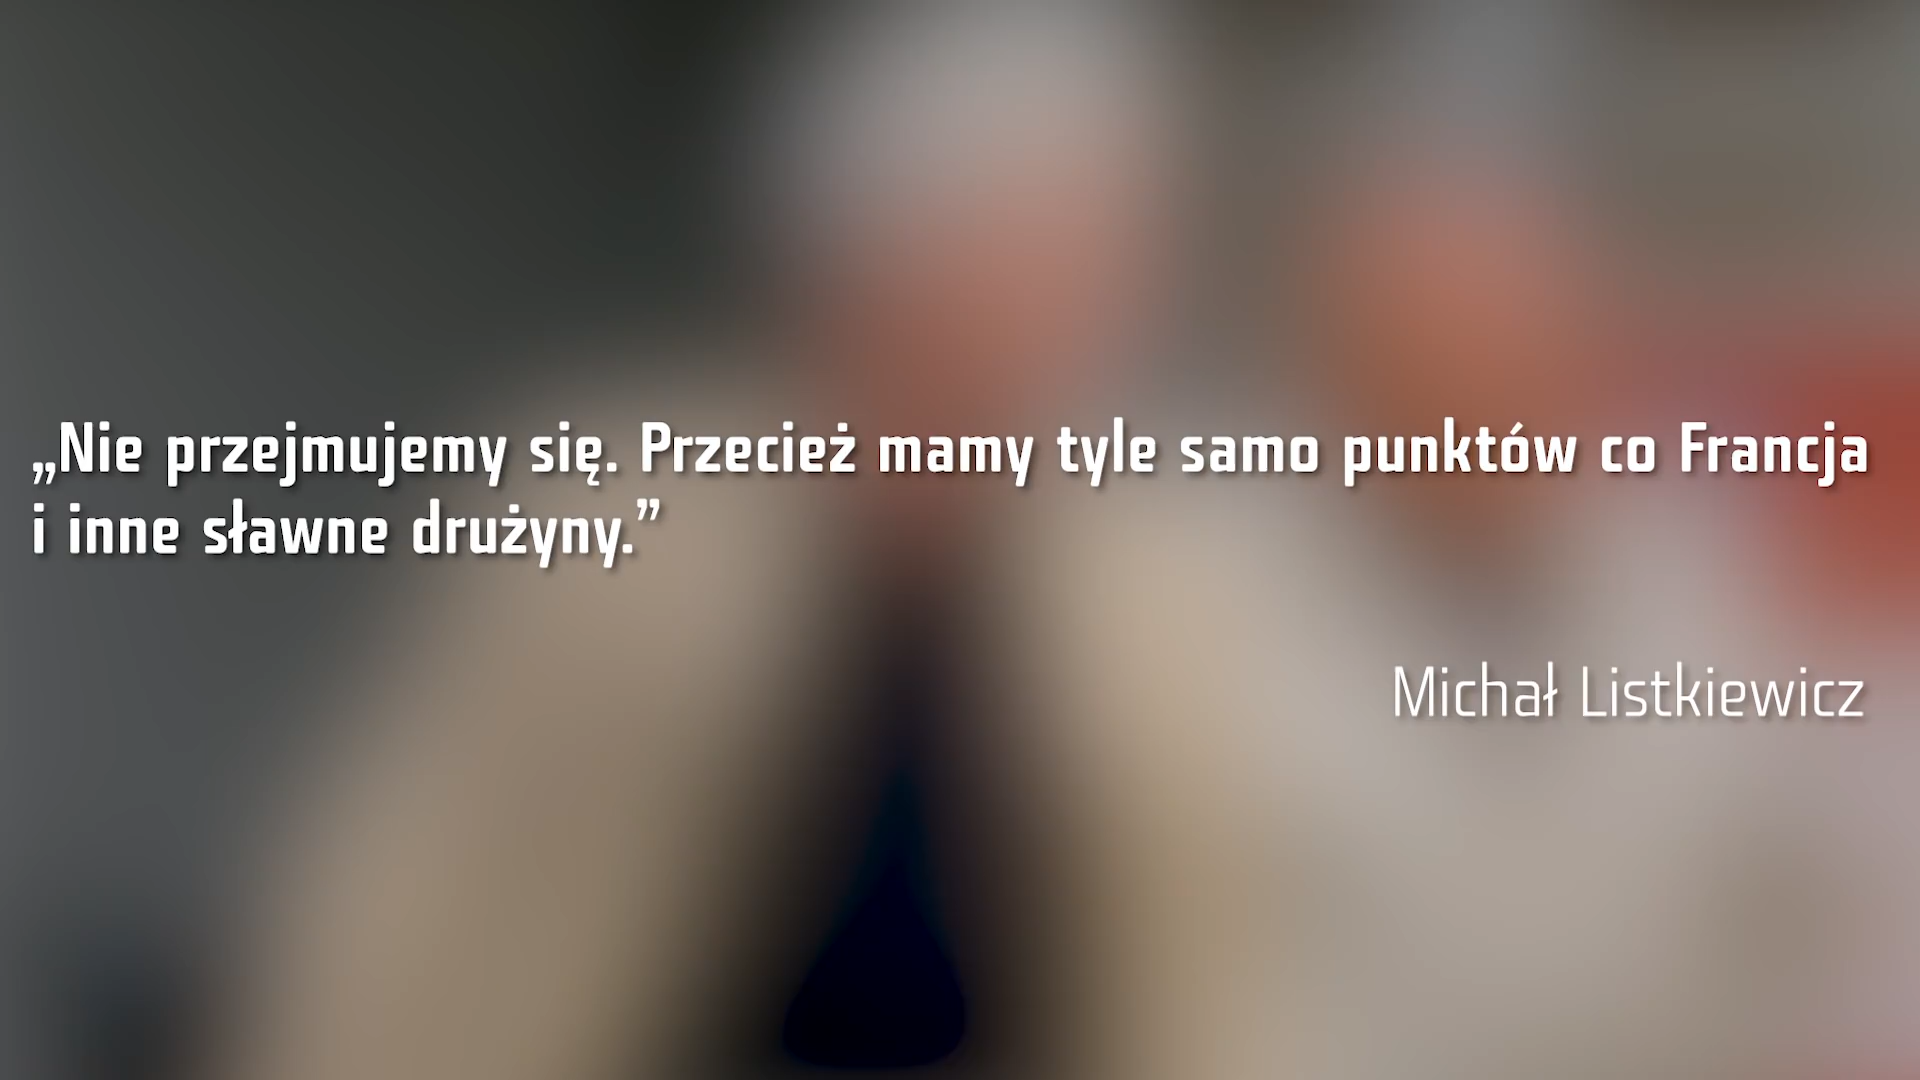 „Nie przejmujemy się. Przecież mamy tyle samo punktów co Francja
i inne sławne drużyny.”
Michał Listkiewicz